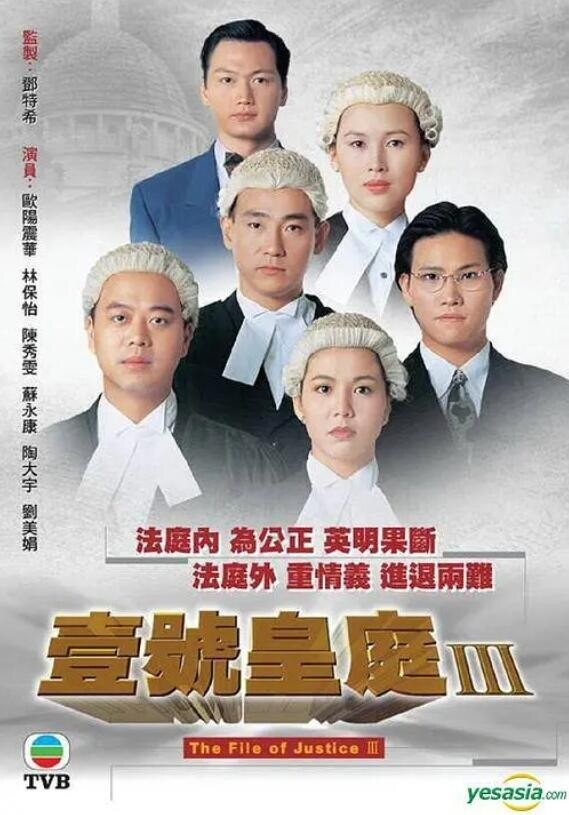 監製：鄧特希
演員：歐陽震華 林保怡 陳秀雯 蘇永康 陶大宇 劉美娟
法庭內 為公正 英明果斷
法庭外 重情義 進退兩難
壹號皇庭III
The File of Justice III
TVB
yesasia.com